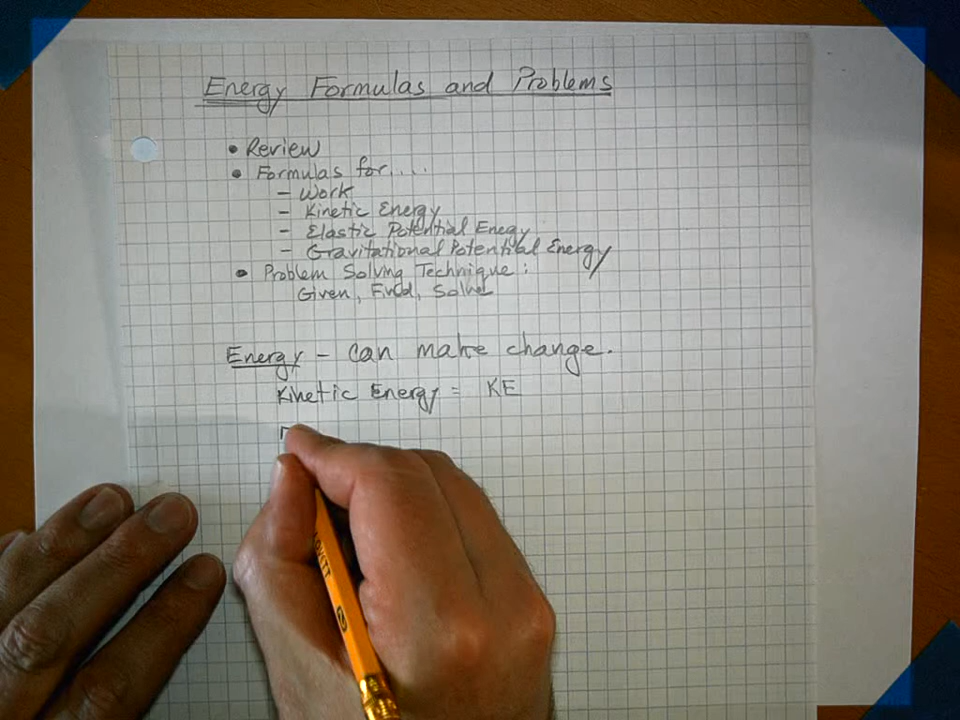 Energy Formulas and Problems
• Review
• Formulas for....
- Work
- Kinetic Energy
- Elastic Potential Enegy
- Gravitational Potential Energy
• Problem Solving Technique:
Given, Find, Solve
Energy - can make change.
Kinetic Energy = KE